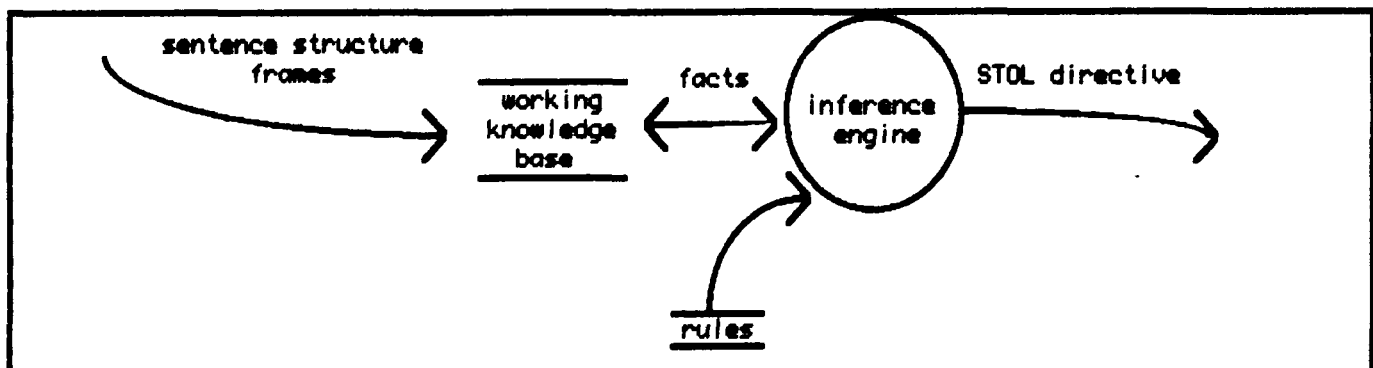 sentence structure
frames
working
knowledge
base
facts
inference
engine
STOL directive
rules